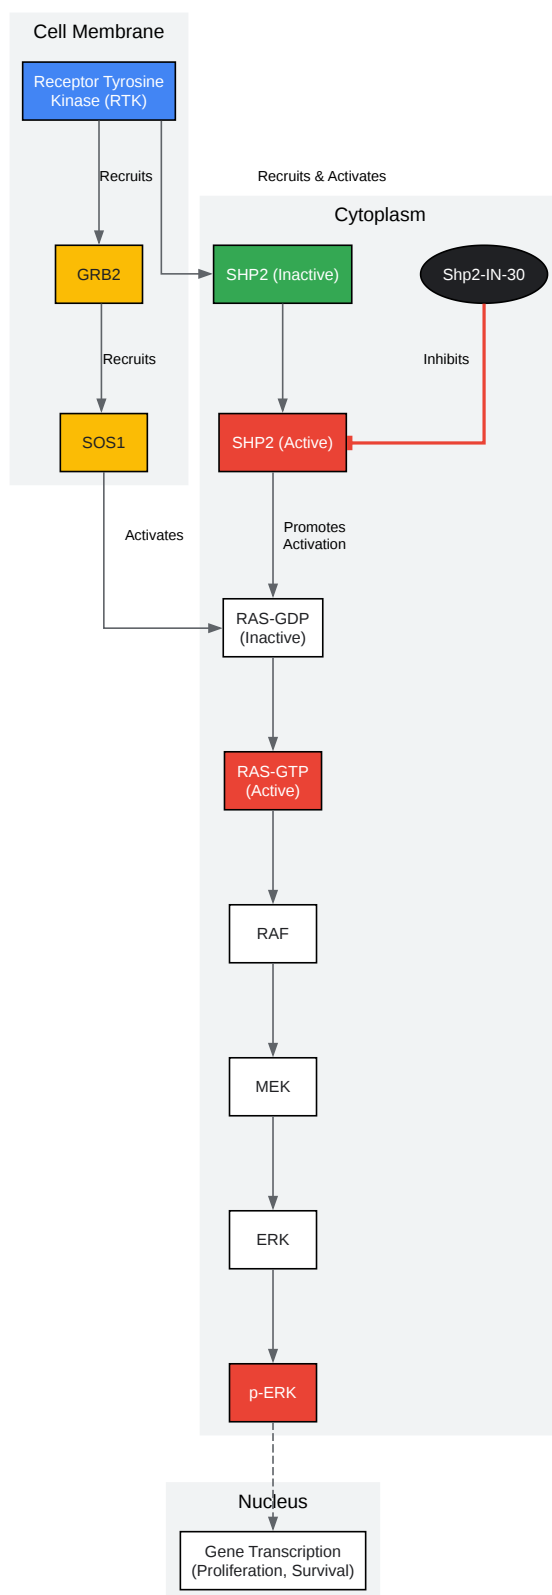 Cell Membrane
Receptor Tyrosine
Kinase (RTK)
Recruits
Recruits & Activates
Cytoplasm
GRB2
SHP2 (Inactive)
Shp2-IN-30
Recruits
Inhibits
SOS1
SHP2 (Active)
Activates
Promotes
Activation
RAS-GDP
(Inactive)
RAS-GTP
(Active)
RAF
MEK
ERK
p-ERK
Nucleus
Gene Transcription
(Proliferation, Survival)